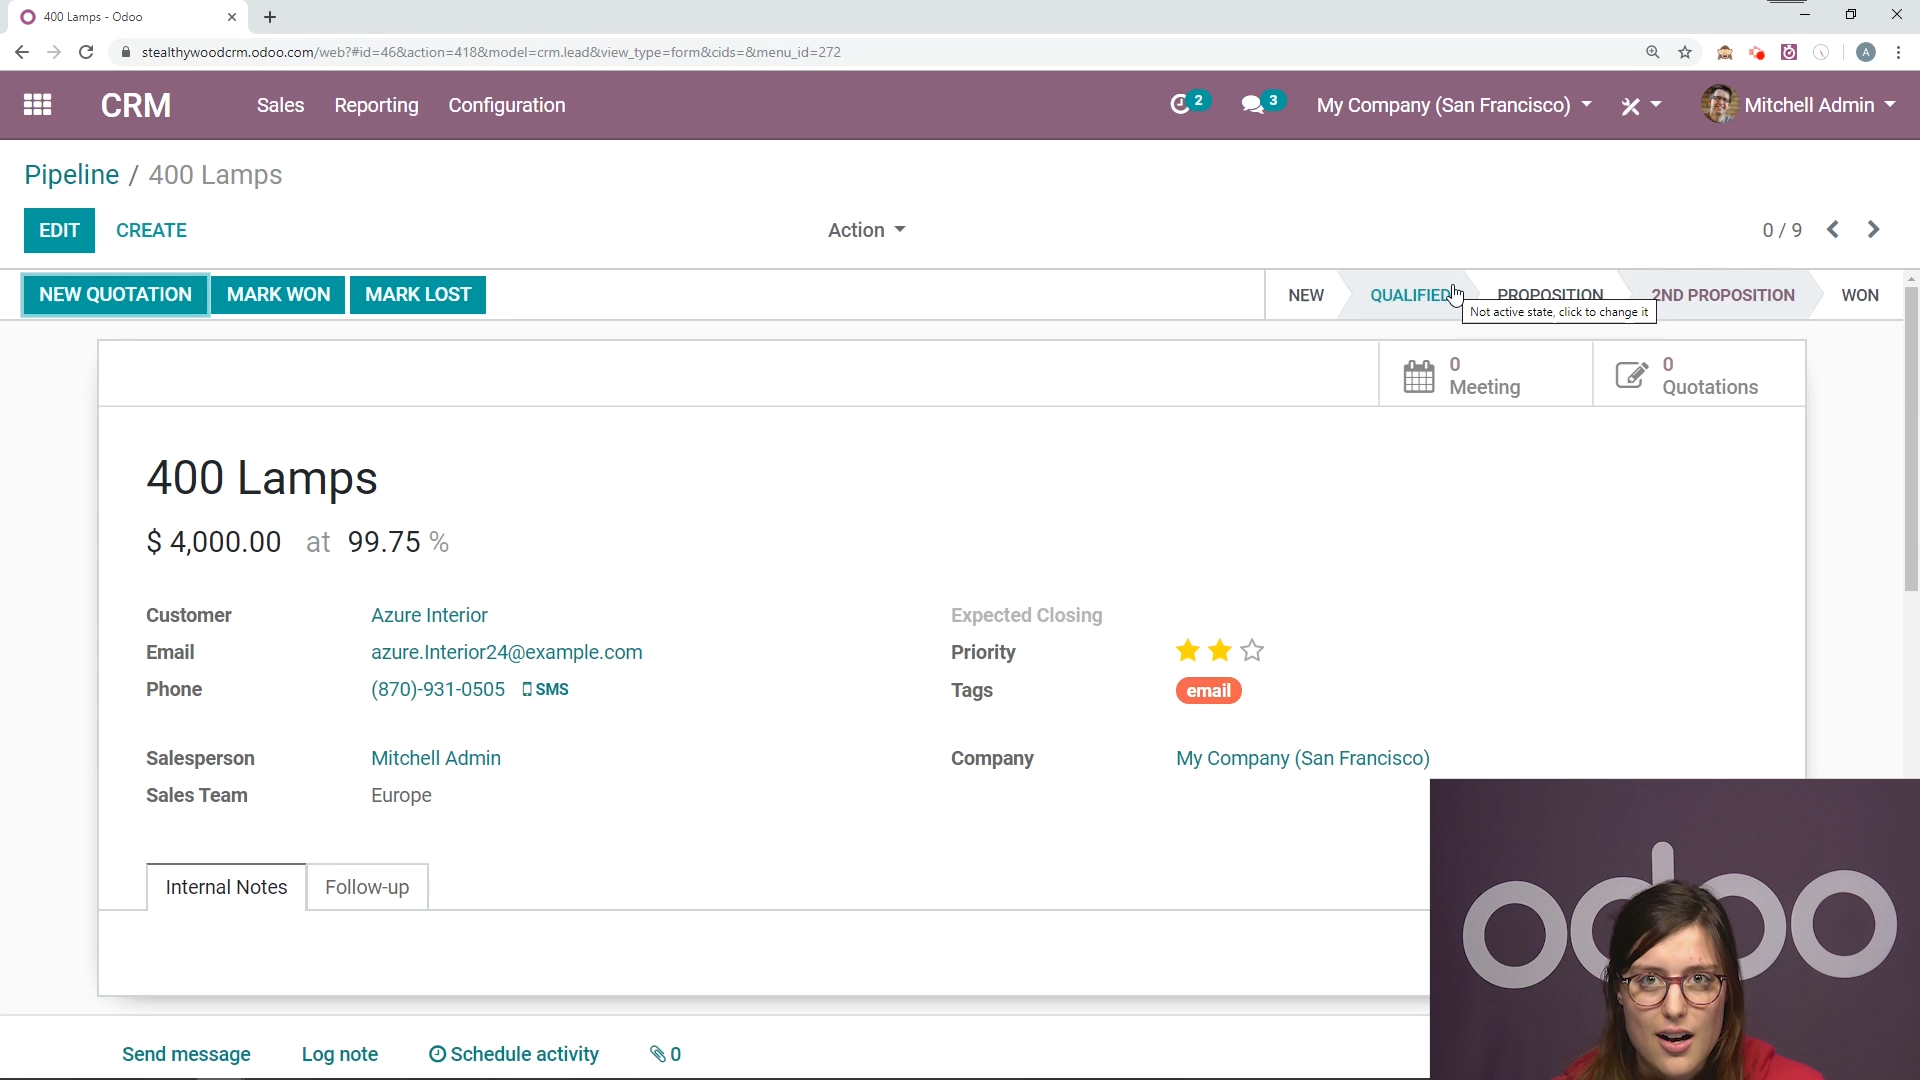 400 Lamps - Odoo
stealthywoodcrm.odoo.com/web?#id=46&action=418&model=crm.lead&view_type=form&cids=&menu_id=272
A
CRM Sales Reporting Configuration 2 3 My Company (San Francisco) Mitchell Admin
Pipeline / 400 Lamps
EDIT CREATE Action 0 / 9
NEW QUOTATION MARK WON MARK LOST NEW QUALIFIED PROPOSITION 2ND PROPOSITION WON
Not active state, click to change it
0 Meeting
0 Quotations
400 Lamps
$ 4,000.00 at 99.75 %
Customer Azure Interior Expected Closing
Email azure.Interior24@example.com Priority
Phone (870)-931-0505 SMS Tags email
Salesperson Mitchell Admin Company My Company (San Francisco)
Sales Team Europe
Internal Notes Follow-up
odoo
Send message Log note Schedule activity 0